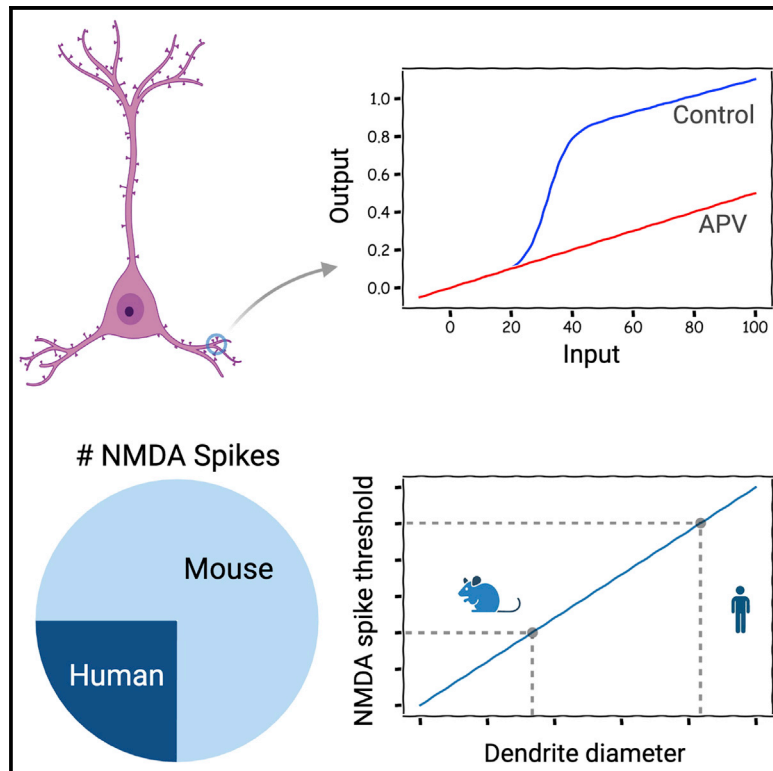 1.0
0.8
0.6
0.4
0.2
0.0
Output
Control
APV
0
20
40
60
80
100
Input
# NMDA Spikes
Mouse
Human
NMDA spike threshold
Dendrite diameter